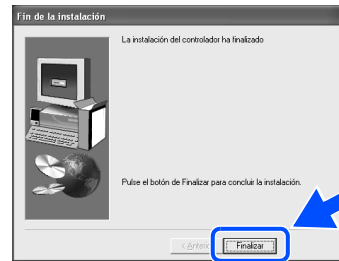 Fin de la instalación
La instalación del controlador ha finalizado
Pulse el botón de Finalizar para concluir la instalación.
< Anterior Finalizar